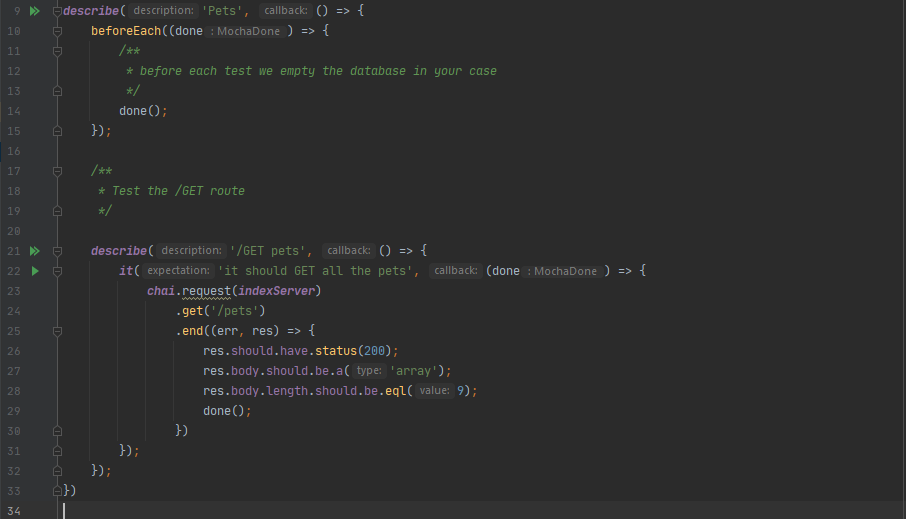 9 describe( description: 'Pets', callback: () => {
10 beforeEach((done : MochaDone ) => {
11 /**
12 * before each test we empty the database in your case
13 */
14 done();
15 });
16
17 /**
18 * Test the /GET route
19 */
20
21 describe( description: '/GET pets', callback: () => {
22 it( expectation: 'it should GET all the pets', callback: (done : MochaDone ) => {
23 chai.request(indexServer)
24 .get('/pets')
25 .end((err, res) => {
26 res.should.have.status(200);
27 res.body.should.be.a( type: 'array');
28 res.body.length.should.be.eql( value: 9);
29 done();
30 })
31 });
32 });
33 })
34